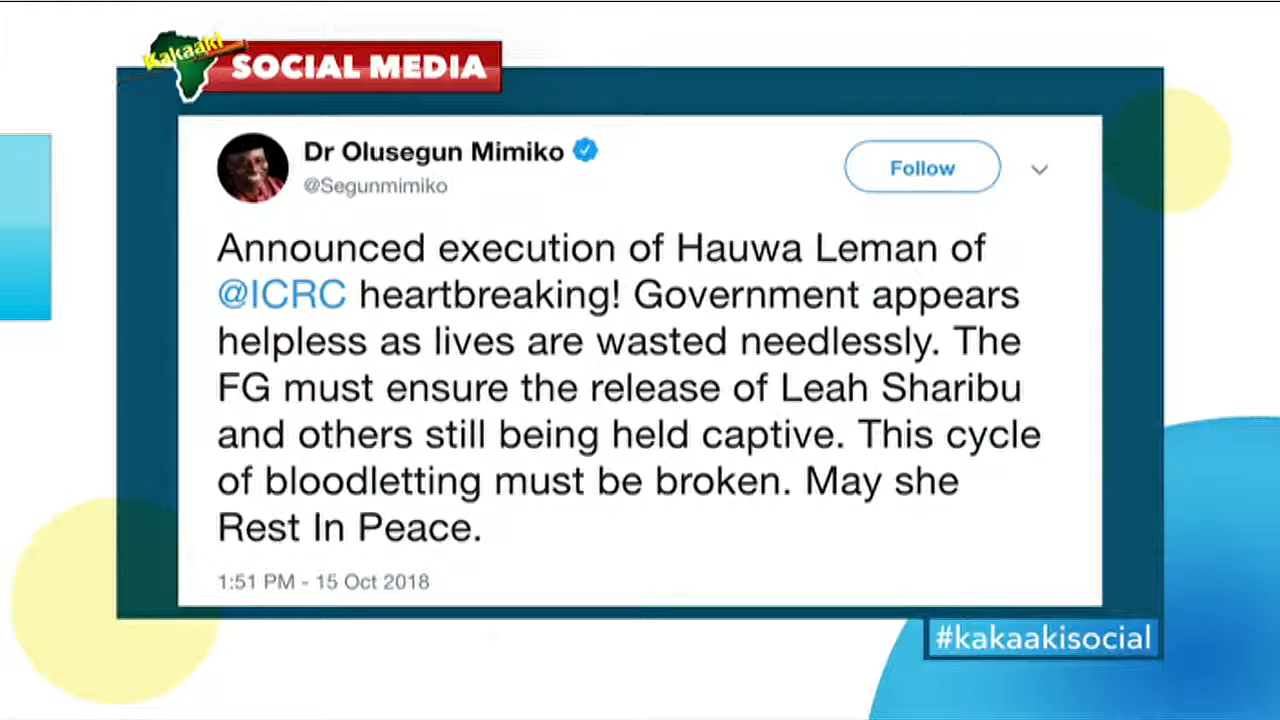 Kakaaki
SOCIAL MEDIA
Dr Olusegun Mimiko
@Segunmimiko
Follow
Announced execution of Hauwa Leman of
@ICRC heartbreaking! Government appears
helpless as lives are wasted needlessly. The
FG must ensure the release of Leah Sharibu
and others still being held captive. This cycle
of bloodletting must be broken. May she
Rest In Peace.
1:51 PM - 15 Oct 2018
#kakaakisocial